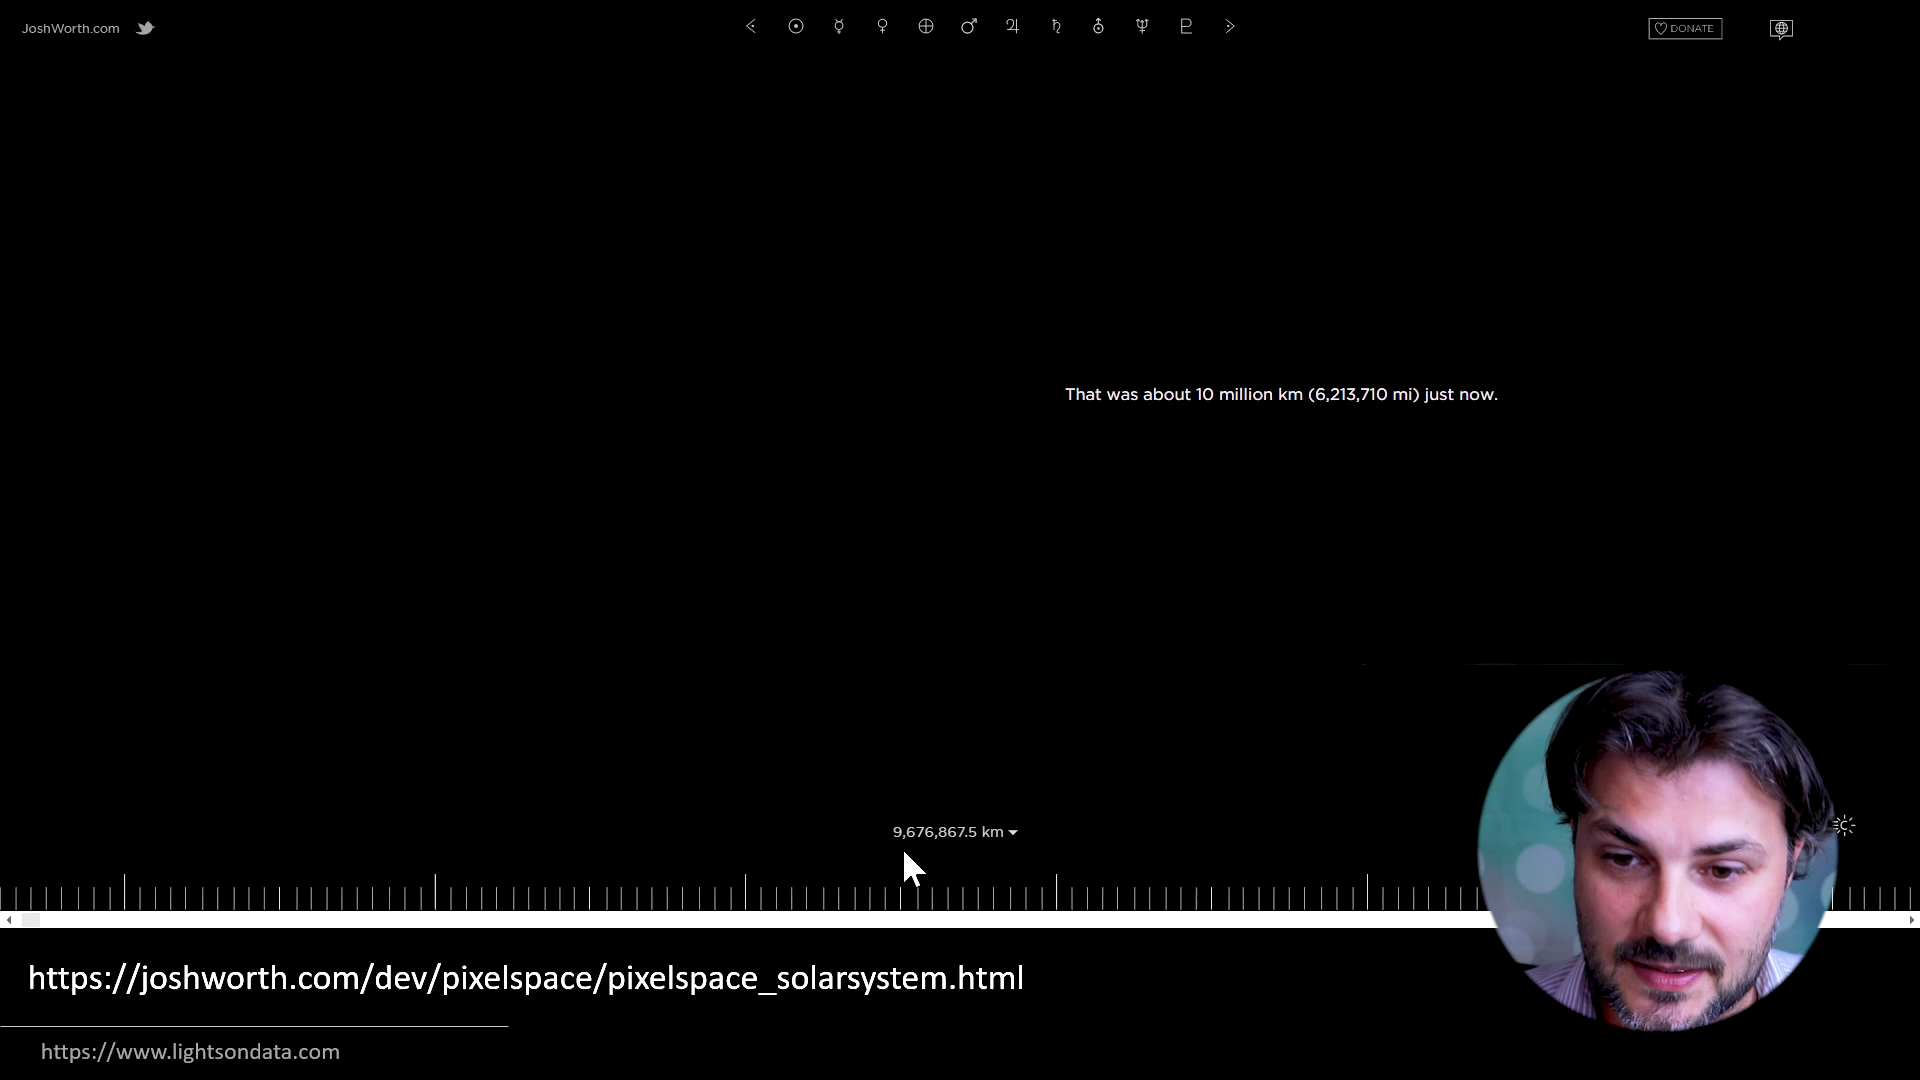 JoshWorth.com
DONATE
That was about 10 million km (6,213,710 mi) just now.
9,676,867.5 km
https://joshworth.com/dev/pixelspace/pixelspace_solarsystem.html
https://www.lightsondata.com